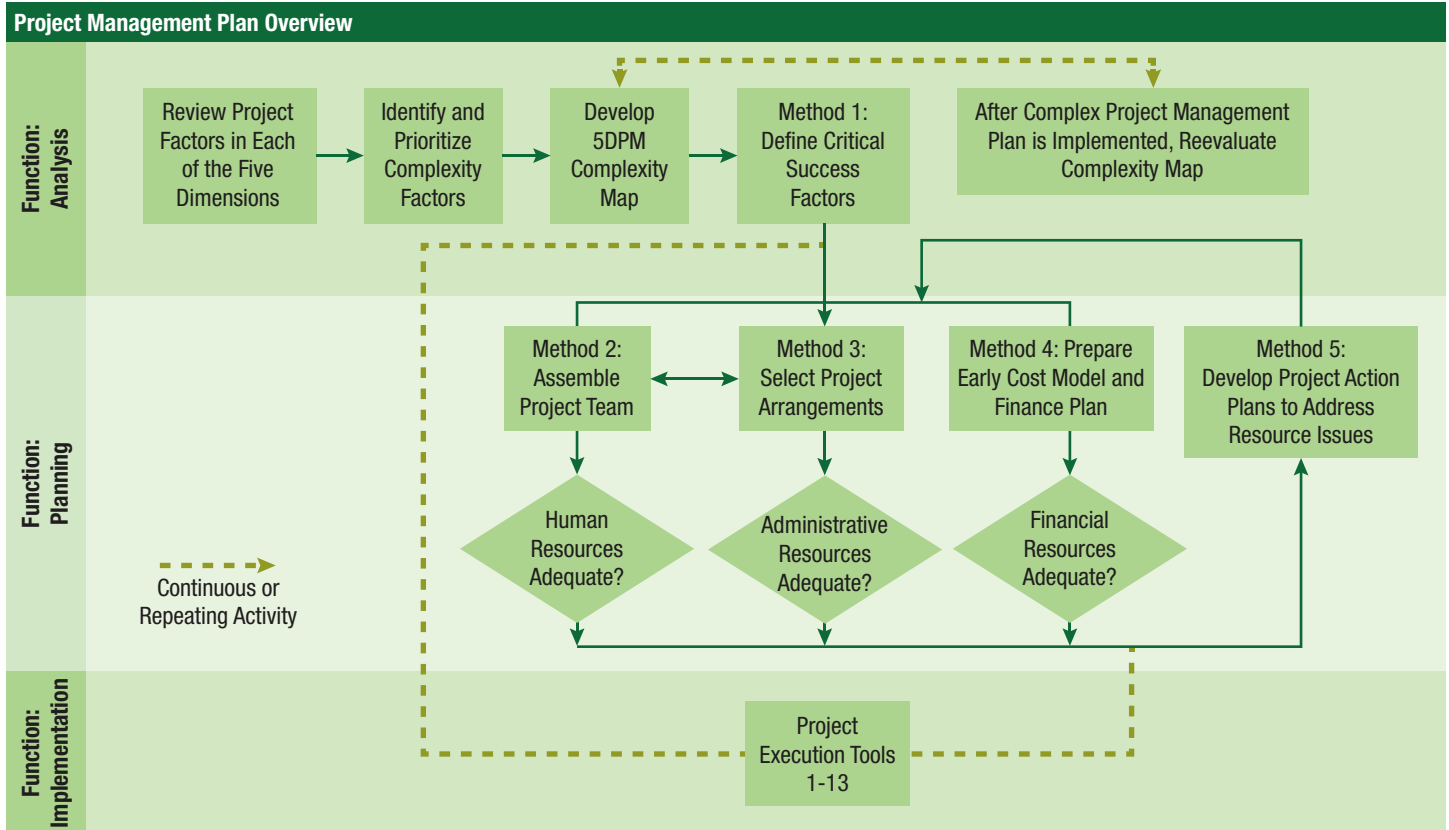 Project Management Plan Overview
Function:
Analysis
Review Project
Factors in Each
of the Five
Dimensions
Identify and
Prioritize
Complexity
Factors
Develop
5DPM
Complexity
Map
Method 1:
Define Critical
Success
Factors
After Complex Project Management
Plan is Implemented, Reevaluate
Complexity Map
Function:
Planning
Method 2:
Assemble
Project Team
Method 3:
Select Project
Arrangements
Method 4: Prepare
Early Cost Model and
Finance Plan
Method 5:
Develop Project Action
Plans to Address
Resource Issues
Human
Resources
Adequate?
Administrative
Resources
Adequate?
Financial
Resources
Adequate?
Continuous or
Repeating Activity
Function:
Implementation
Project
Execution Tools
1-13